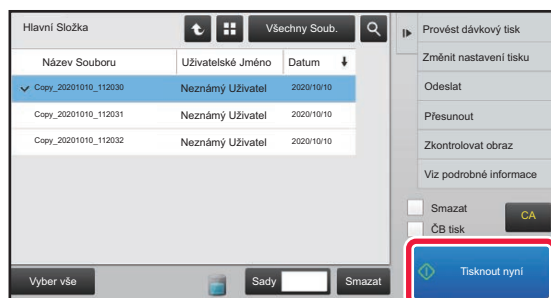 Hlavní Složka
Všechny Soub.
Název Souboru Uživatelské Jméno Datum
Copy_20201010_112030 Neznámý Uživatel 2020/10/10
Copy_20201010_112031 Neznámý Uživatel 2020/10/10
Copy_20201010_112032 Neznámý Uživatel 2020/10/10
Vyber vše
Sady
Smazat
Provést dávkový tisk
Změnit nastavení tisku
Odeslat
Přesunout
Zkontrolovat obraz
Viz podrobné informace
Smazat
ČB tisk
CA
Tisknout nyní